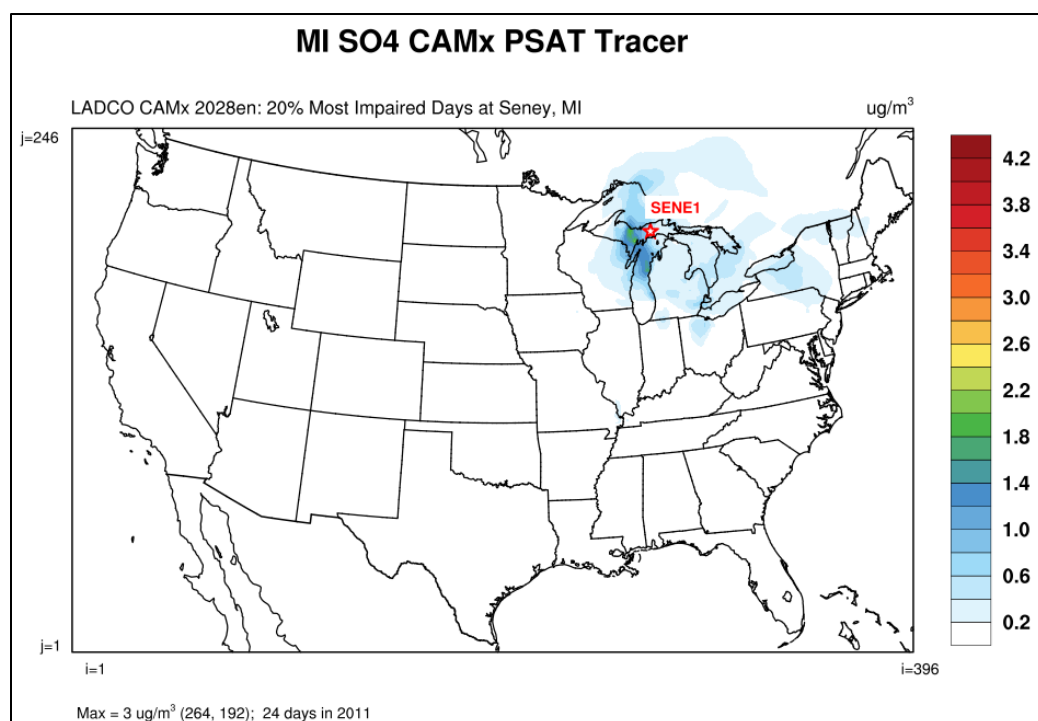 MI SO4 CAMx PSAT Tracer
LADCO CAMx 2028en: 20% Most Impaired Days at Seney, MI
ug/m³
j=246
SENE1
4.2
3.8
3.4
3.0
2.6
2.2
1.8
1.4
1.0
0.6
0.2
j=1
i=1
i=396
Max = 3 ug/m³ (264, 192); 24 days in 2011